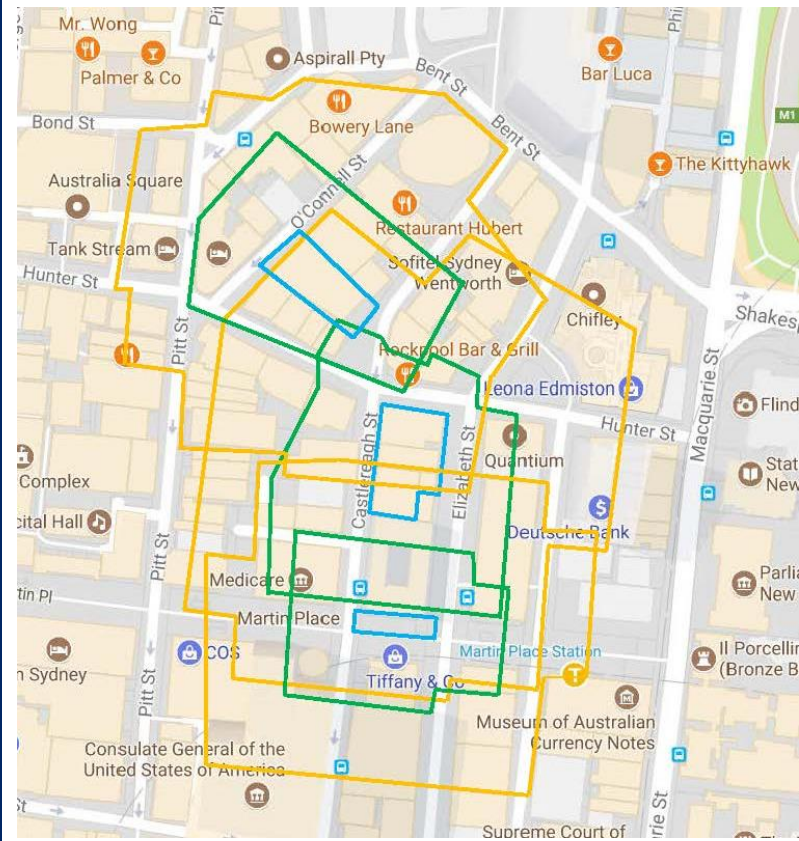 Mr. Wong
Palmer & Co
Aspirall Pty
Bent St
Bar Luca
Bond St
Bowery Lane
Bent St
M1
The Kittyhawk
Australia Square
O'Connell St
Restaurant Hubert
Tank Stream
Sofitel Sydney
Wentworth
Hunter St
Chifley
Pitt St
Rockpool Bar & Grill
Macquarie St
Leona Edmiston
Flind
Hunter St
Castlereagh St
Elizabeth St
Quantium
Complex
Stat
New
cital Hall
Deutsche Bank
Pitt St
Medicare
Parlia
New
tin Pl
Martin Place
COS
Martin Place Station
Il Porcellin
(Bronze B
n Sydney
Tiffany & Co
Pitt St
Museum of Australian
Currency Notes
Consulate General of the
United States of America
rie St
Supreme Court of